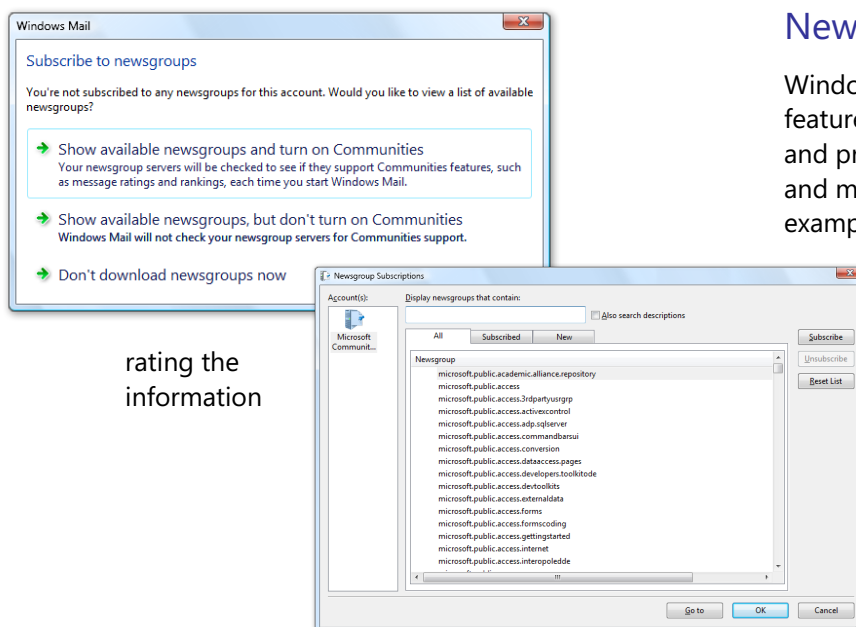 Windows Mail
Subscribe to newsgroups
You're not subscribed to any newsgroups for this account. Would you like to view a list of available
newsgroups?
Show available newsgroups and turn on Communities
Your newsgroup servers will be checked to see if they support Communities features, such
as message ratings and rankings, each time you start Windows Mail.
Show available newsgroups, but don't turn on Communities
Windows Mail will not check your newsgroup servers for Communities support.
Don't download newsgroups now
New
Windo
feature
and pr
and m
examp
rating the
information
Newsgroup Subscriptions
Account(s):
Microsoft
Communit...
Display newsgroups that contain:
Also search descriptions
All Subscribed New
Newsgroup
microsoft.public.academic.alliance.repository
microsoft.public.access
microsoft.public.access.3rdpartyusrgrp
microsoft.public.access.activexcontrol
microsoft.public.access.adp.sqlserver
microsoft.public.access.commandbarsui
microsoft.public.access.conversion
microsoft.public.access.dataaccess.pages
microsoft.public.access.developers.toolkitode
microsoft.public.access.devtoolkits
microsoft.public.access.externaldata
microsoft.public.access.forms
microsoft.public.access.formscoding
microsoft.public.access.gettingstarted
microsoft.public.access.internet
microsoft.public.access.interopoledde
Subscribe
Unsubscribe
Reset List
Go to OK Cancel